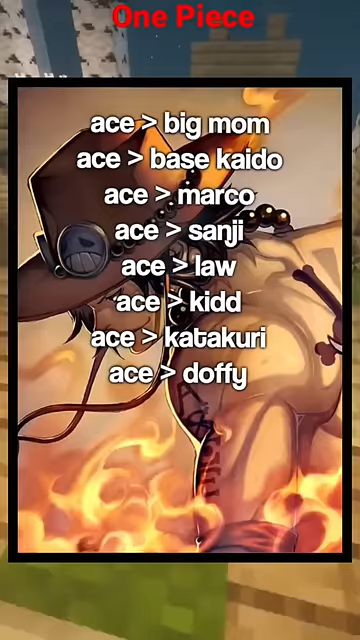 One Piece
ace > big mom
ace > base kaido
ace > marco
ace > sanji
ace > law
ace > kidd
ace > katakuri
ace > doffy